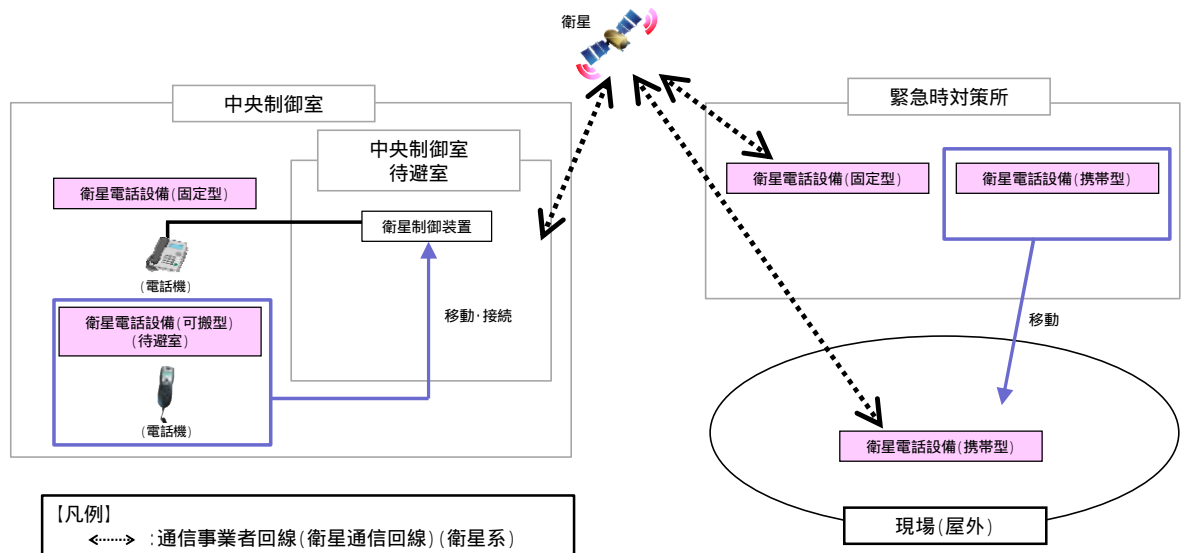 衛星
中央制御室
中央制御室
待避室
衛星電話設備(固定型)
衛星制御装置
(電話機)
衛星電話設備(可搬型)
(待避室)
(電話機)
移動・接続
緊急時対策所
衛星電話設備(固定型)
衛星電話設備(携帯型)
移動
衛星電話設備(携帯型)
現場(屋外)
【凡例】
:通信事業者回線(衛星通信回線)(衛星系)